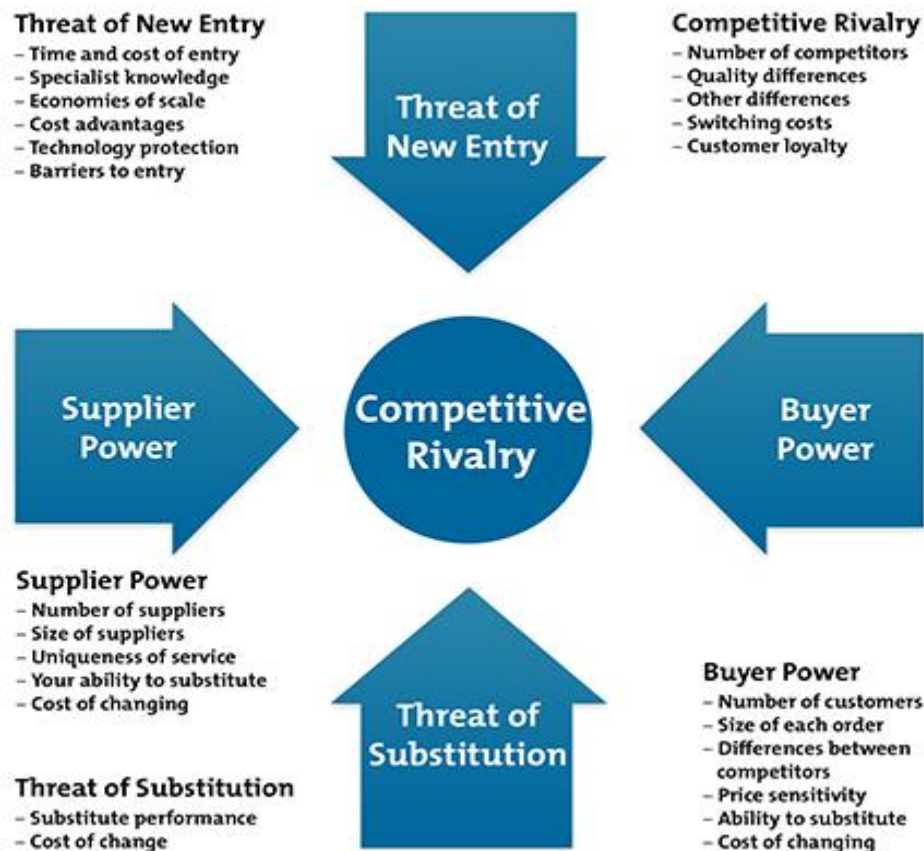 Threat of New Entry
– Time and cost of entry
– Specialist knowledge
– Economies of scale
– Cost advantages
– Technology protection
– Barriers to entry
Threat of
New Entry
Competitive Rivalry
– Number of competitors
– Quality differences
– Other differences
– Switching costs
– Customer loyalty
Supplier
Power
Competitive
Rivalry
Buyer
Power
Supplier Power
– Number of suppliers
– Size of suppliers
– Uniqueness of service
– Your ability to substitute
– Cost of changing
Threat of Substitution
– Substitute performance
– Cost of change
Threat of
Substitution
Buyer Power
– Number of customers
– Size of each order
– Differences between
competitors
– Price sensitivity
– Ability to substitute
– Cost of changing